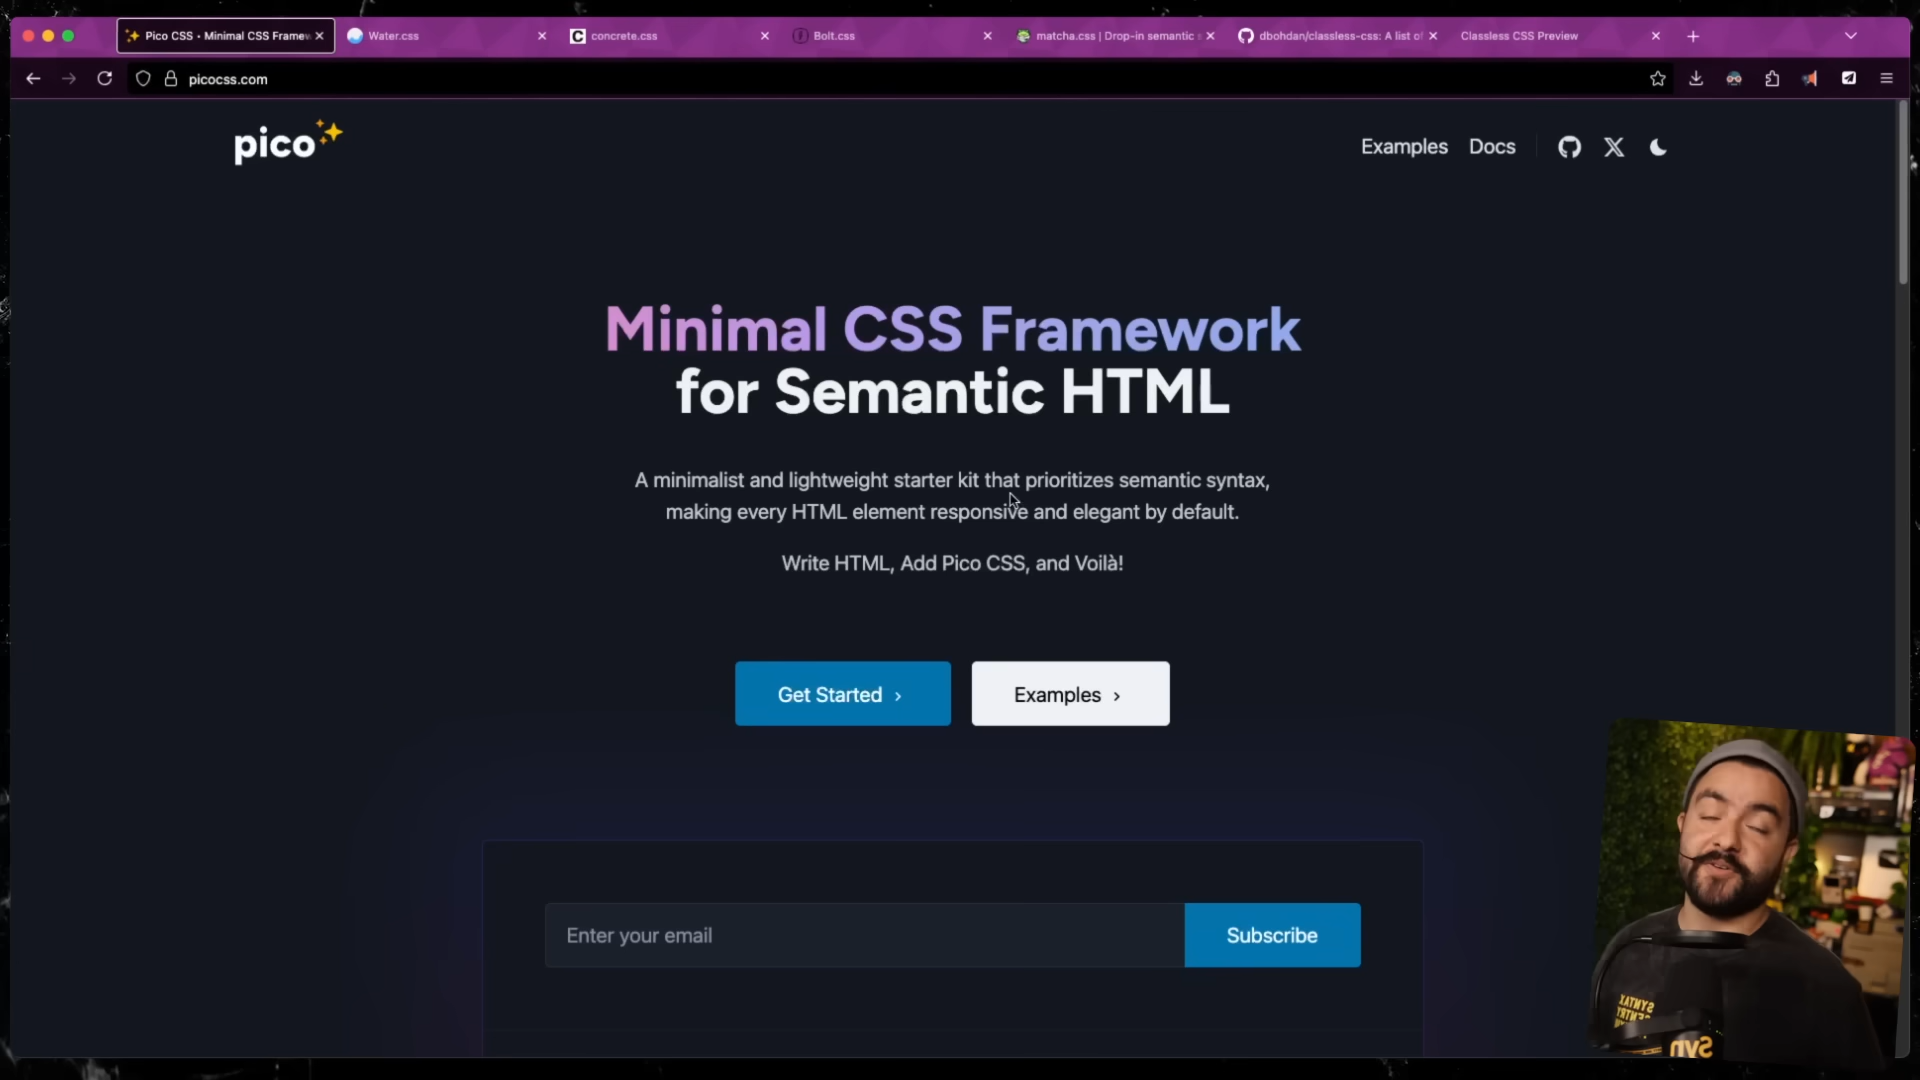 Pico CSS • Minimal CSS Framew
Water.css
concrete.css
Bolt.css
matcha.css | Drop-in semantic s
dbohdan/classless-css: A list of
Classless CSS Preview
picocss.com
pico
Examples
Docs
Minimal CSS Framework
for Semantic HTML
A minimalist and lightweight starter kit that prioritizes semantic syntax,
making every HTML element responsive and elegant by default.
Write HTML, Add Pico CSS, and Voilà!
Get Started ›
Examples ›
Enter your email
Subscribe
SYNTAX
SENTRY
Syn